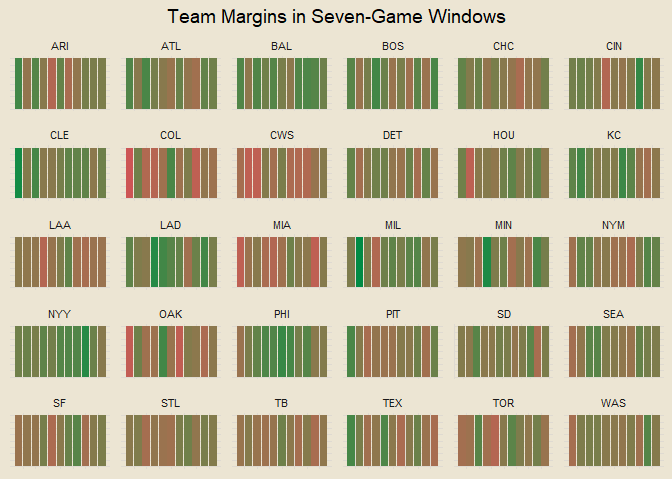 Team Margins in Seven-Game Windows
ARI ATL BAL BOS CHC CIN
CLE COL CWS DET HOU KC
LAA LAD MIA MIL MIN NYM
NYY OAK PHI PIT SD SEA
SF STL TB TEX TOR WAS